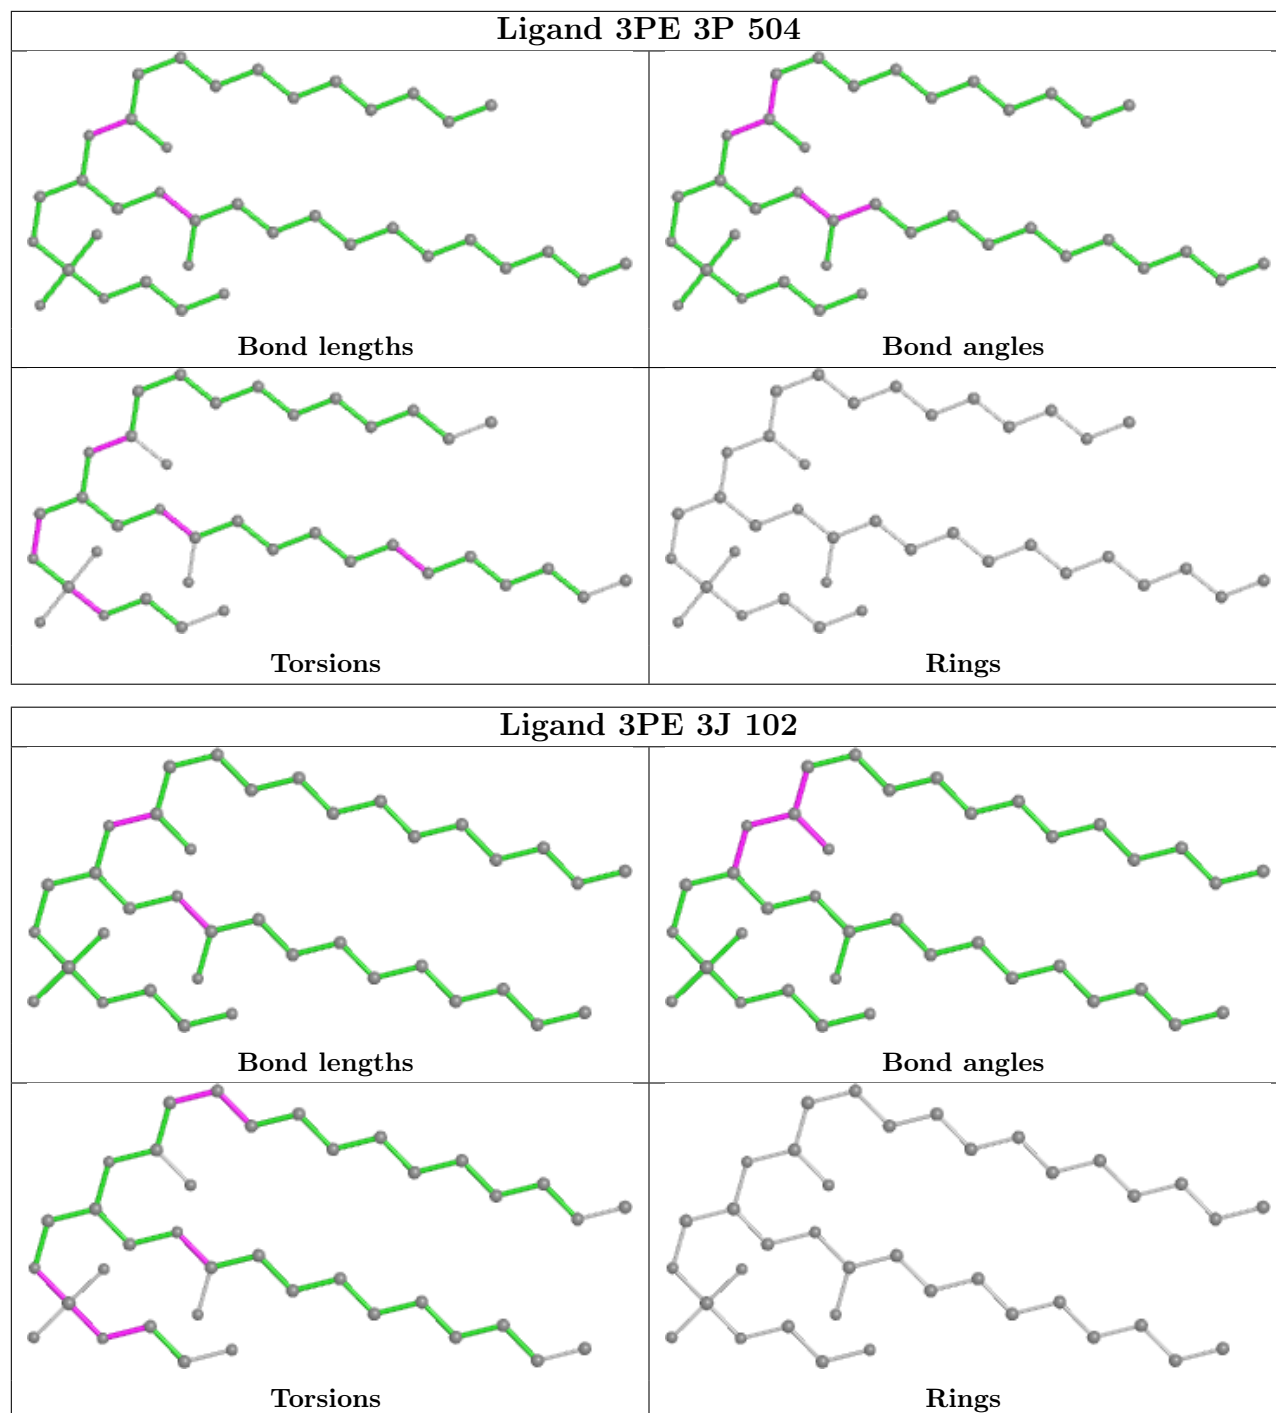 Ligand 3PE 3P 504
Bond lengths
Bond angles
Torsions
Rings
Ligand 3PE 3J 102
Bond lengths
Bond angles
Torsions
Rings